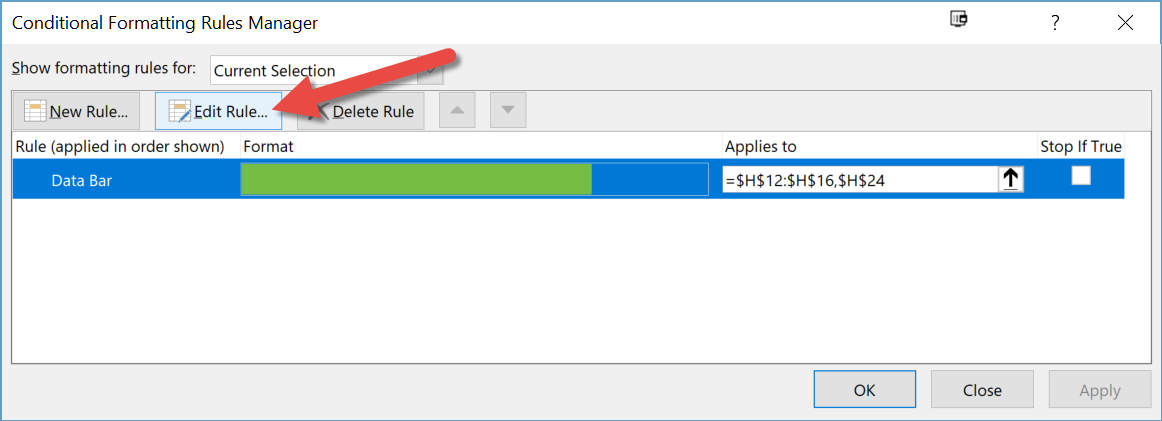 Conditional Formatting Rules Manager ?
Show formatting rules for: Current Selection
New Rule... Edit Rule... Delete Rule
Rule (applied in order shown) Format Applies to Stop If True
Data Bar =$H$12:$H$16,$H$24
OK Close Apply